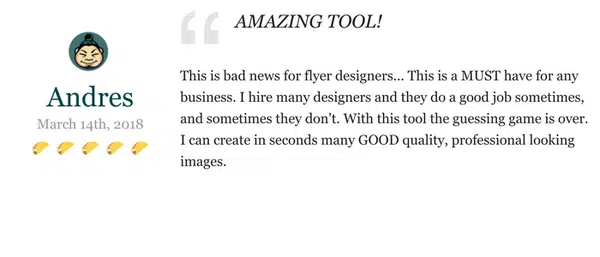 AMAZING TOOL!
Andres
March 14th, 2018
This is bad news for flyer designers... This is a MUST have for any
business. I hire many designers and they do a good job sometimes,
and sometimes they don't. With this tool the guessing game is over.
I can create in seconds many GOOD quality, professional looking
images.